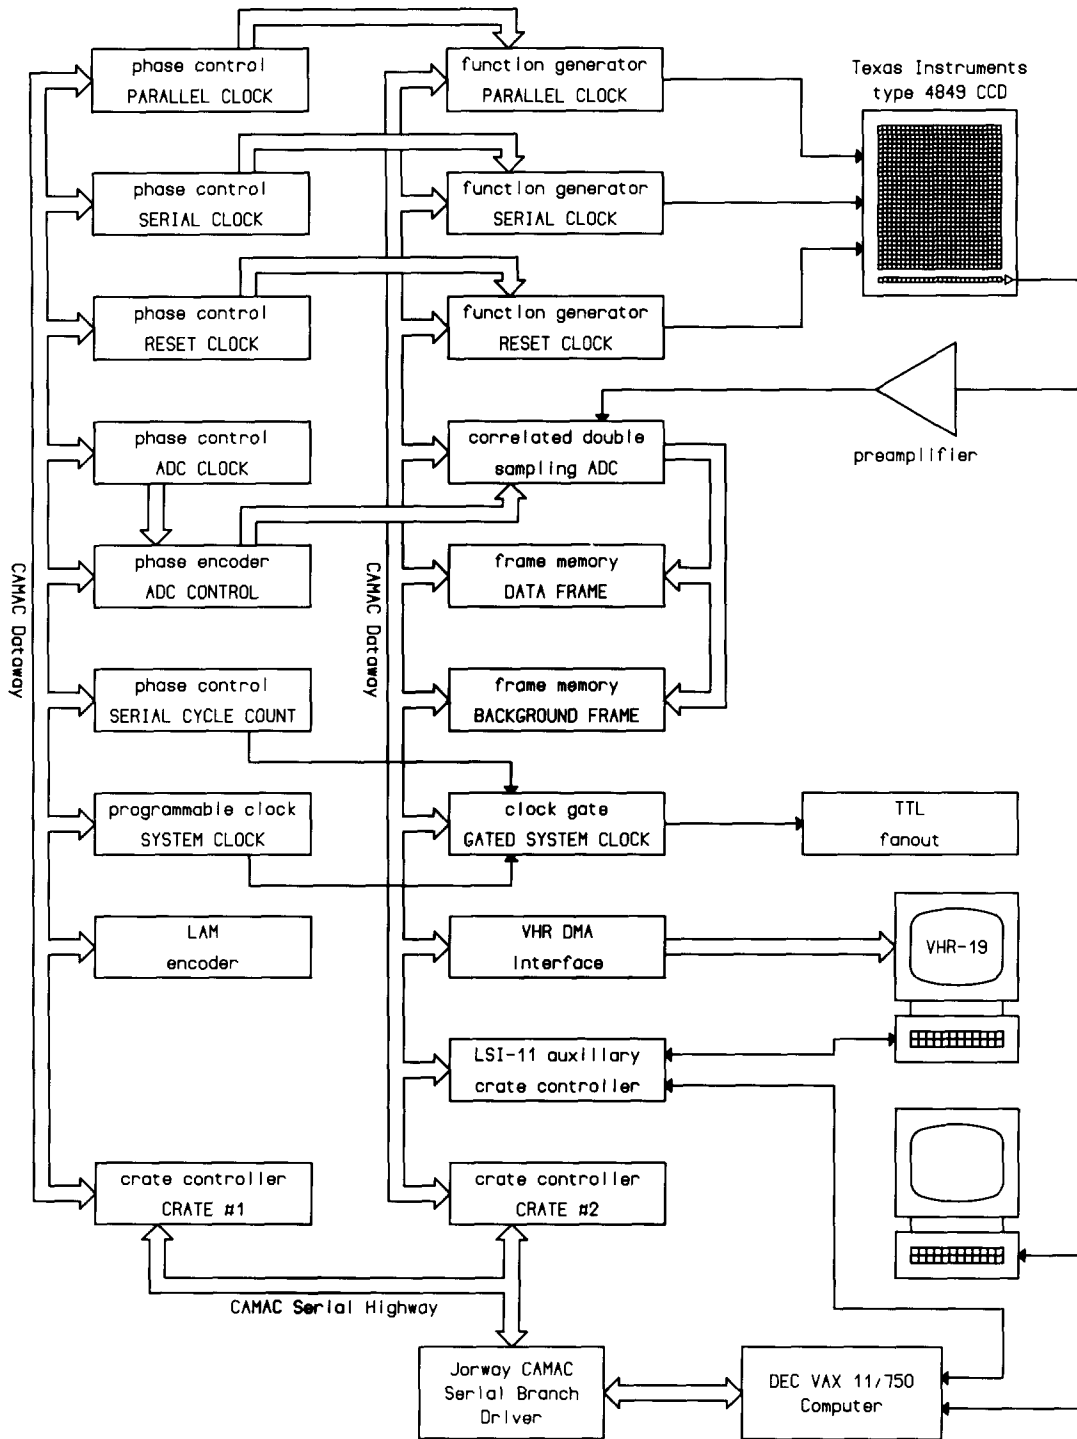 phase control
PARALLEL CLOCK
function generator
PARALLEL CLOCK
Texas Instruments
type 4849 CCD
phase control
SERIAL CLOCK
function generator
SERIAL CLOCK
phase control
RESET CLOCK
function generator
RESET CLOCK
phase control
ADC CLOCK
correlated double
sampling ADC
preamplifier
phase encoder
ADC CONTROL
frame memory
DATA FRAME
CAMAC Dataway
CAMAC Dataway
phase control
SERIAL CYCLE COUNT
frame memory
BACKGROUND FRAME
programmable clock
SYSTEM CLOCK
clock gate
GATED SYSTEM CLOCK
TTL
fanout
LAM
encoder
VHR DMA
Interface
VHR-19
LSI-11 auxiliary
crate controller
crate controller
CRATE #1
crate controller
CRATE #2
CAMAC Serial Highway
Jorway CAMAC
Serial Branch
Driver
DEC VAX 11/750
Computer